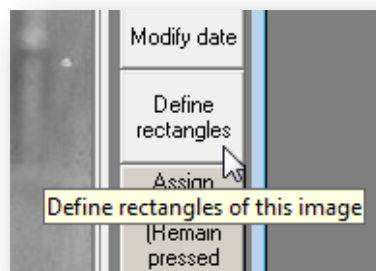 Modify date
Define
rectangles
Assign
Define rectangles of this image
(Remain
pressed